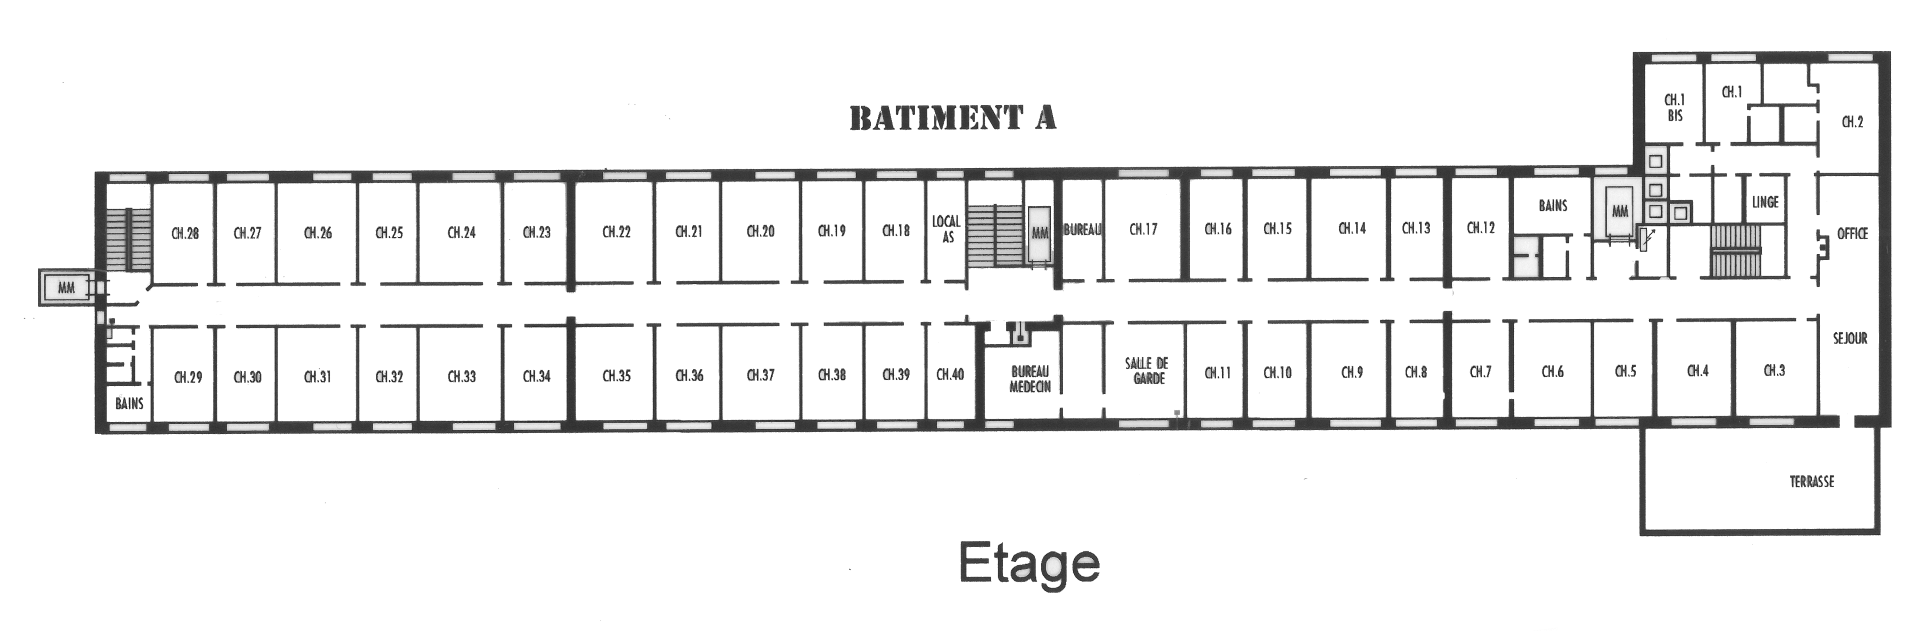 BATIMENT A
CH.1
BIS
CH.1
CH.2
CH.28
CH.27
CH.26
CH.25
CH.24
CH.23
CH.22
CH.21
CH.20
CH.19
CH.18
LOCAL
AS
MM
BUREAU
CH.17
CH.16
CH.15
CH.14
CH.13
CH.12
BAINS
MM
LINGE
OFFICE
MM
CH.29
CH.30
CH.31
CH.32
CH.33
CH.34
CH.35
CH.36
CH.37
CH.38
CH.39
CH.40
BUREAU
MEDECIN
SALLE DE
GARDE
CH.11
CH.10
CH.9
CH.8
CH.7
CH.6
CH.5
CH.4
CH.3
SEJOUR
BAINS
TERRASSE
Etage